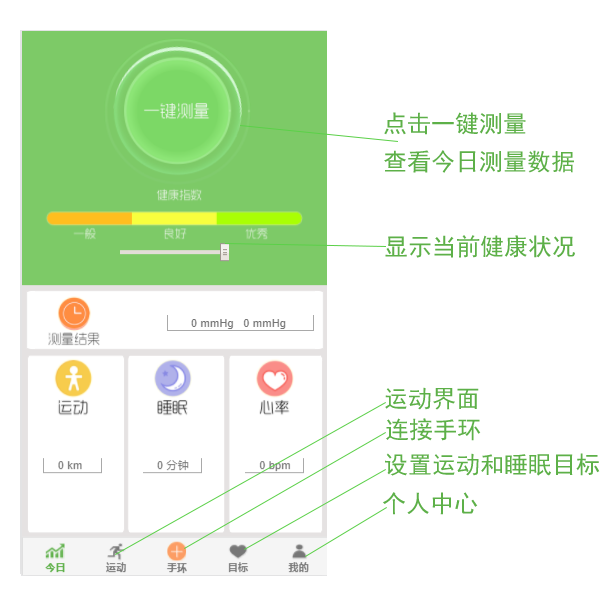 一键测量
点击一键测量
查看今日测量数据
健康指数
一般 良好 优秀
显示当前健康状况
0 mmHg 0 mmHg
测量结果
运动 睡眠 心率
运动界面
连接手环
0 km 0 分钟 0 bpm
设置运动和睡眠目标
个人中心
今日 运动 手环 目标 我的